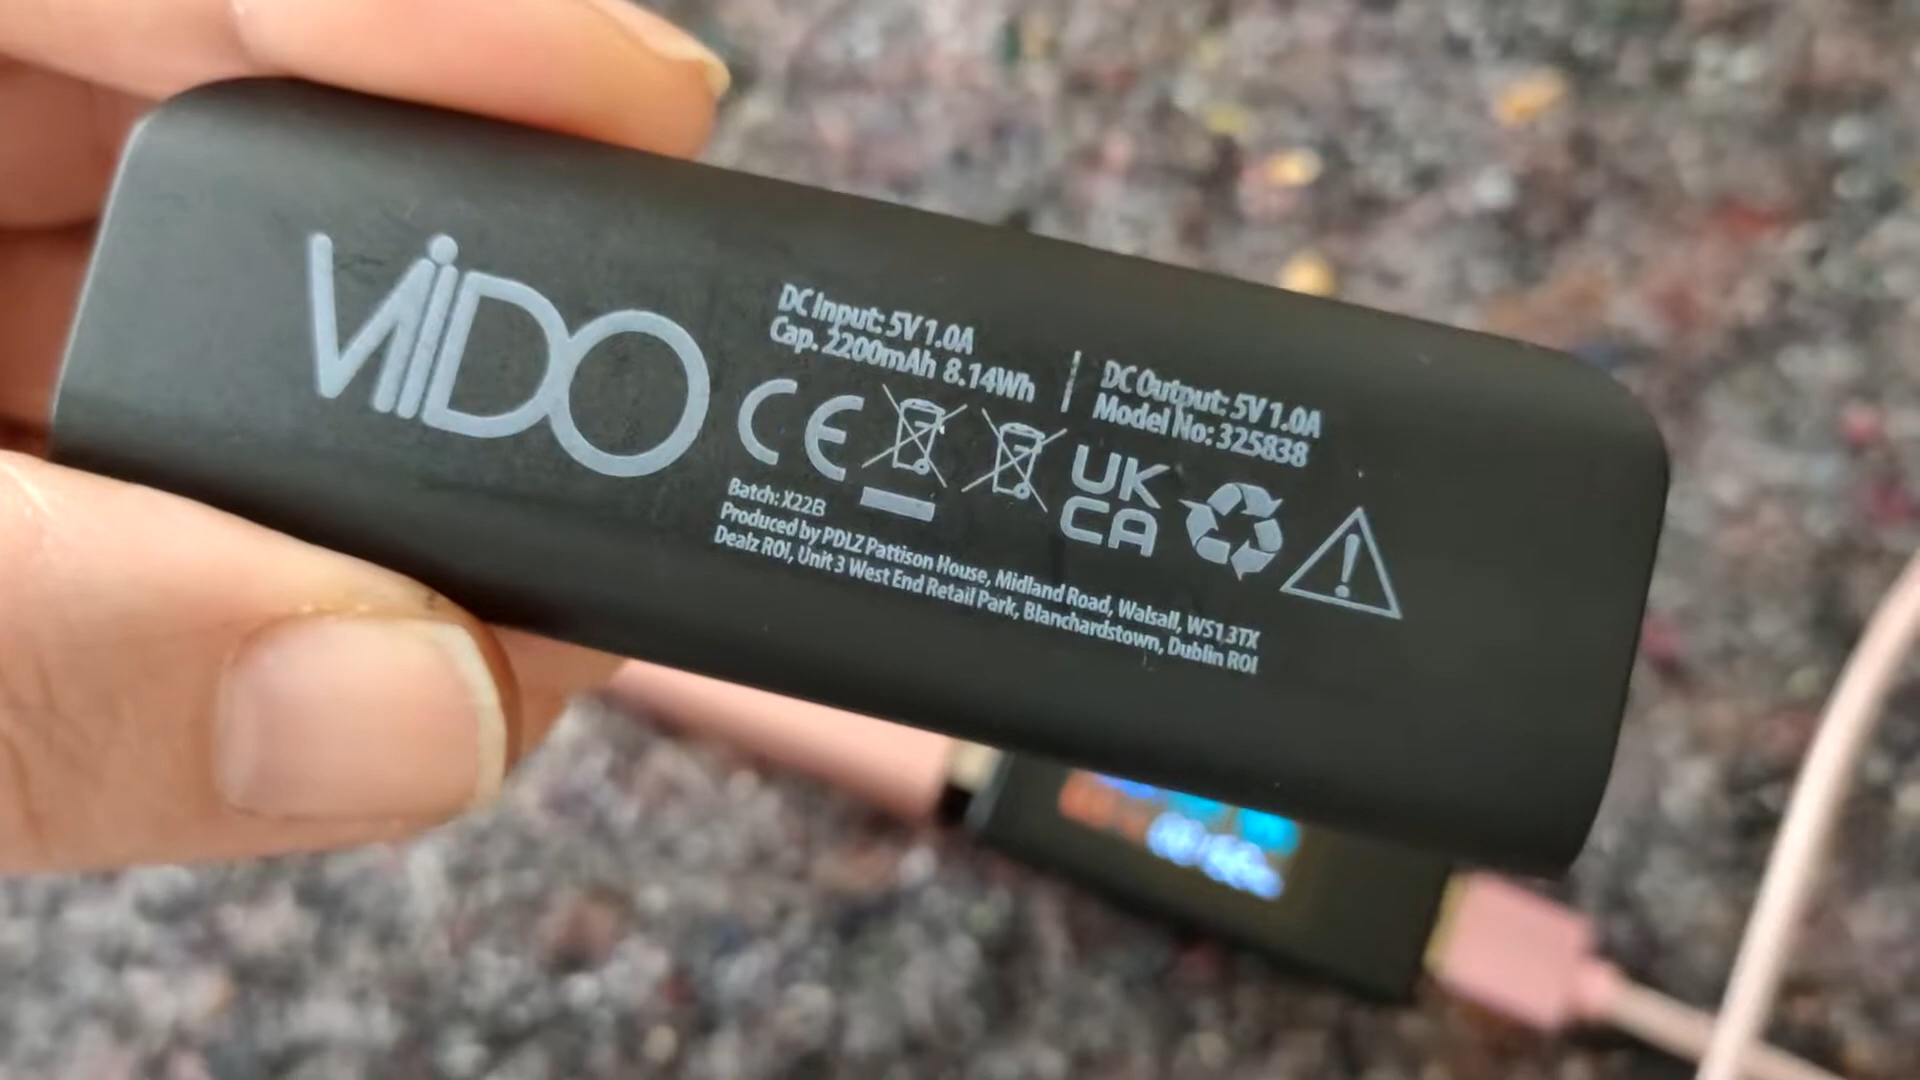 ViiDO
DC Input: 5V 1.0A
Cap. 2200mAh 8.14Wh
DC Output: 5V 1.0A
Model No: 325838
CE
UK
CA
Batch: X22B
Produced by PDLZ Pattison House, Midland Road, Walsall, WS1 3TX
Dealz ROI, Unit 3 West End Retail Park, Blanchardstown, Dublin ROI